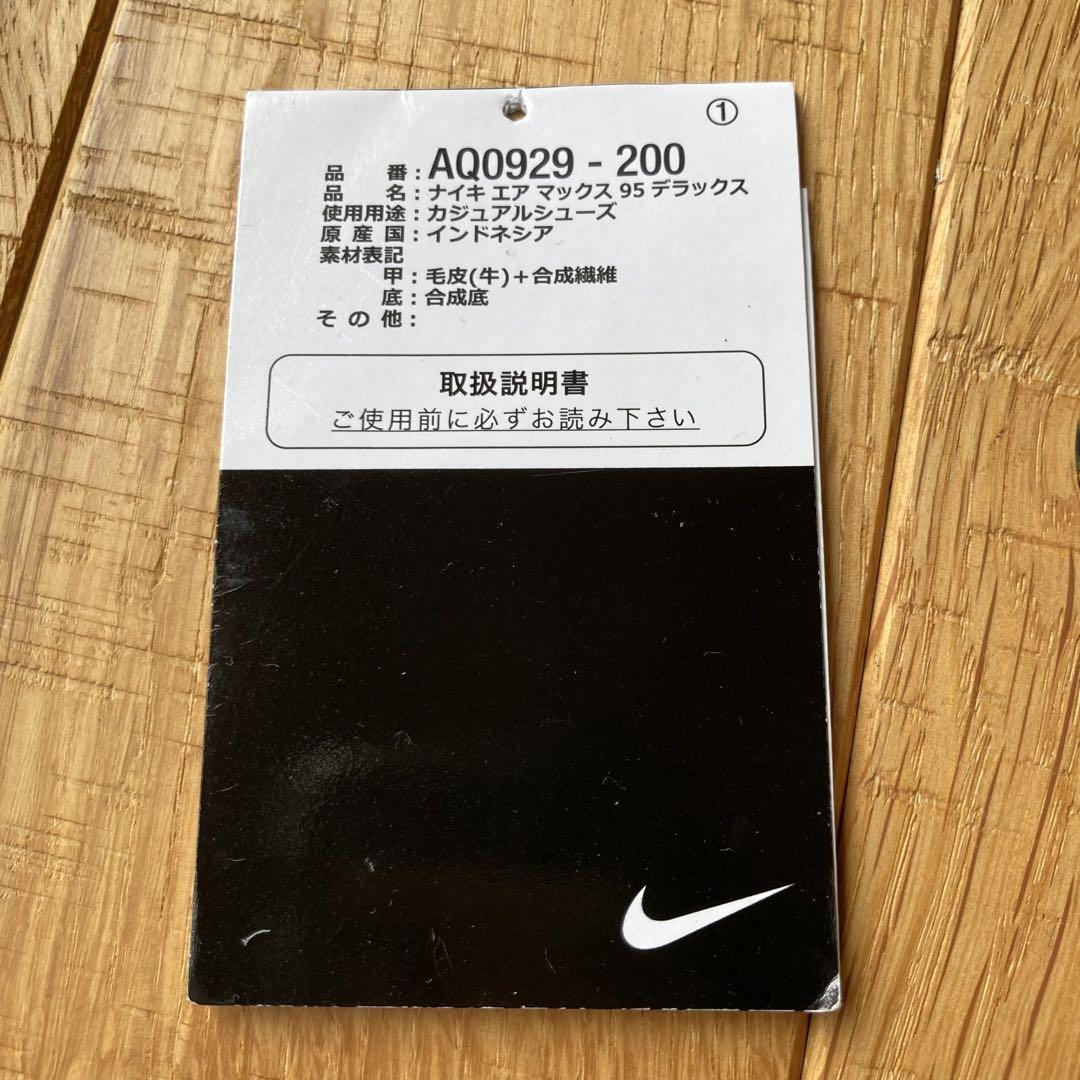 ①
品 番：AQ0929 - 200
品 名：ナイキ エア マックス 95 デラックス
使用用途：カジュアルシューズ
原 産 国：インドネシア
素材表記
甲：毛皮(牛)＋合成繊維
底：合成底
そ の 他：
取扱説明書
ご使用前に必ずお読み下さい